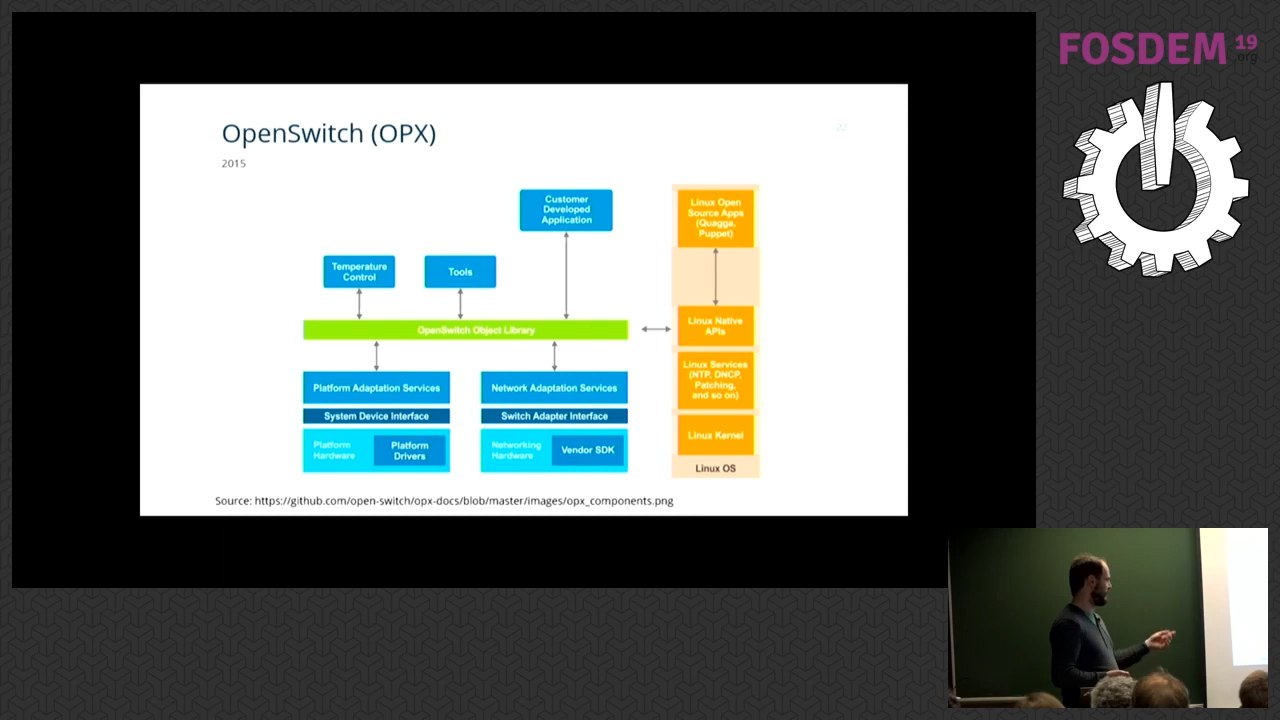 FOSDEM 19
.org
OpenSwitch (OPX)
2015
Customer
Developed
Application
Linux Open
Source Apps
(Quagga,
Puppet)
Temperature
Control
Tools
OpenSwitch Object Library
Linux Native
APIs
Platform Adaptation Services
Network Adaptation Services
Linux Services
(NTP, DNCP,
Patching,
and so on)
System Device Interface
Switch Adapter Interface
Platform
Hardware
Platform
Drivers
Networking
Hardware
Vendor SDK
Linux Kernel
Linux OS
Source: https://github.com/open-switch/opx-docs/blob/master/images/opx_components.png